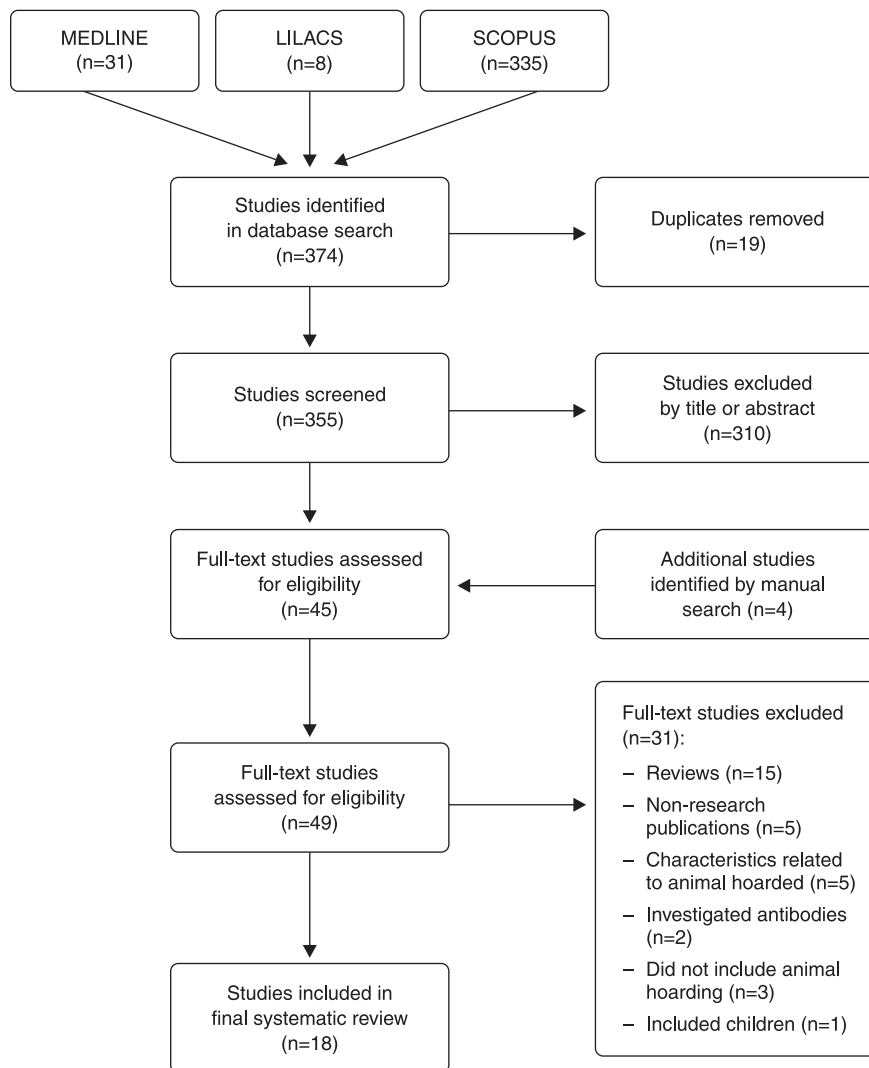 MEDLINE
(n=31)
LILACS
(n=8)
SCOPUS
(n=335)
Studies identified
in database search
(n=374)
Duplicates removed
(n=19)
Studies screened
(n=355)
Studies excluded
by title or abstract
(n=310)
Full-text studies assessed
for eligibility
(n=45)
Additional studies
identified by manual
search (n=4)
Full-text studies
assessed for eligibility
(n=49)
Full-text studies excluded
(n=31):
– Reviews (n=15)
– Non-research
publications (n=5)
– Characteristics related
to animal hoarded (n=5)
– Investigated antibodies
(n=2)
– Did not include animal
hoarding (n=3)
– Included children (n=1)
Studies included in
final systematic review
(n=18)